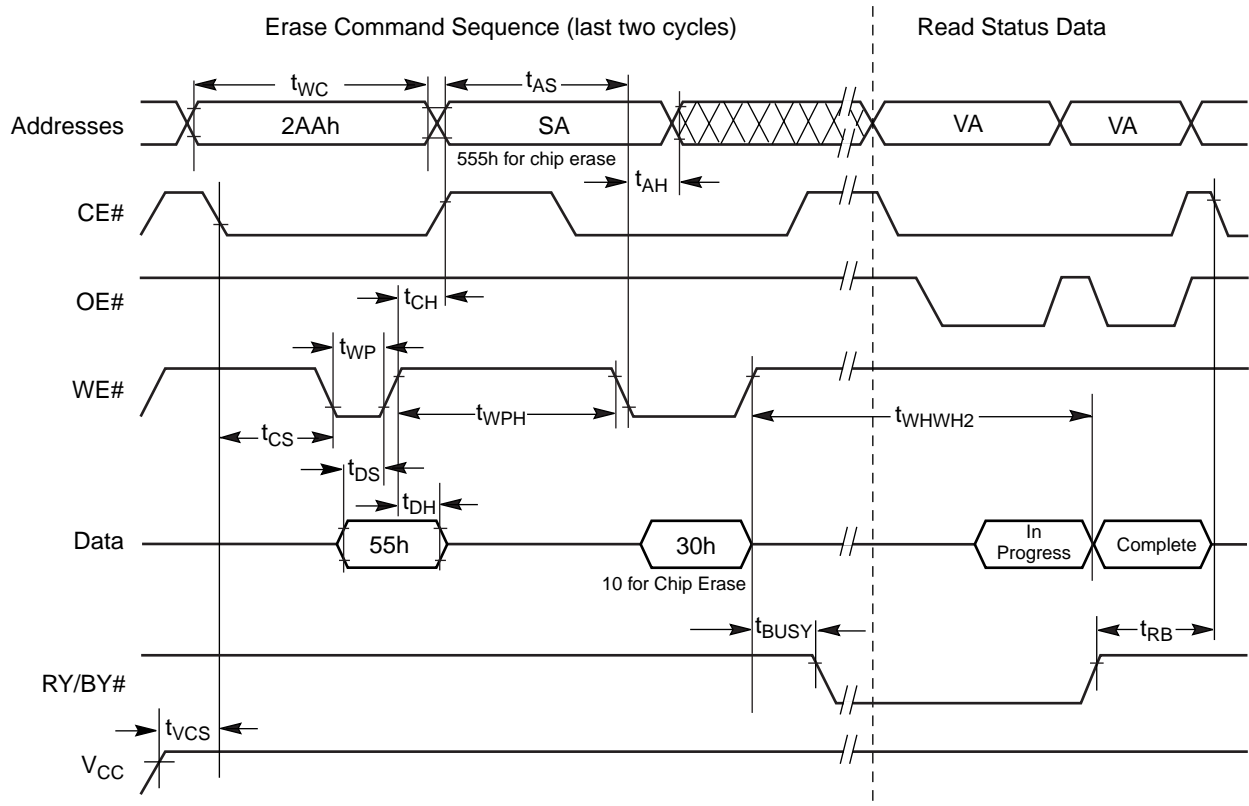 Erase Command Sequence (last two cycles)
Read Status Data
tWC
tAS
Addresses
2AAh
SA
VA
VA
555h for chip erase
tAH
CE#
OE#
tCH
tWP
WE#
tWPH
tWHWH2
tCS
tDS
tDH
Data
55h
30h
In
Progress
Complete
10 for Chip Erase
tBUSY
tRB
RY/BY#
tVCS
VCC